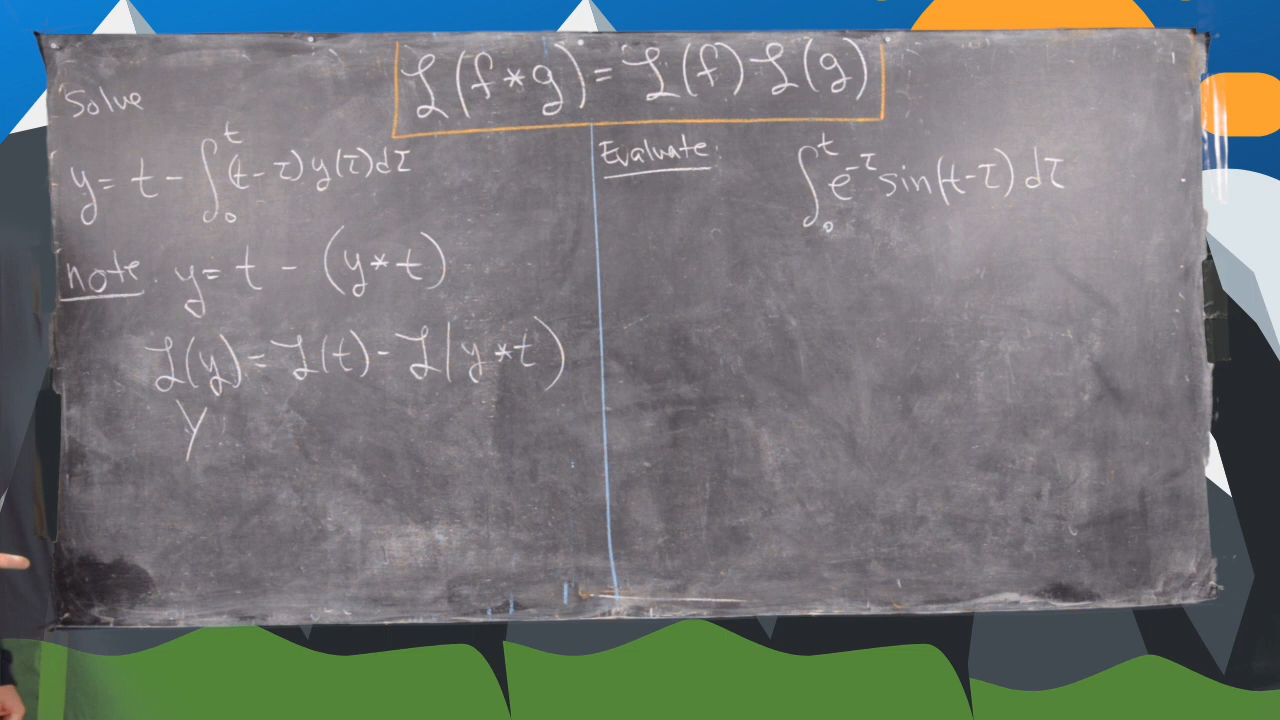 ℒ(f*g) = ℒ(f) ℒ(g)
Solve
y = t - ∫₀ᵗ (t-τ) y(τ) dτ
note: y = t - (y*t)
ℒ(y) = ℒ(t) - ℒ(y*t)
Y
Evaluate:
∫₀ᵗ e^{-τ} sin(t-τ) dτ